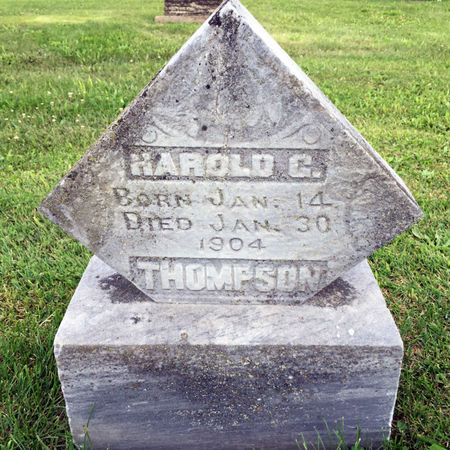 HAROLD G.
BORN JAN. 14
DIED JAN. 30
1904
THOMPSON